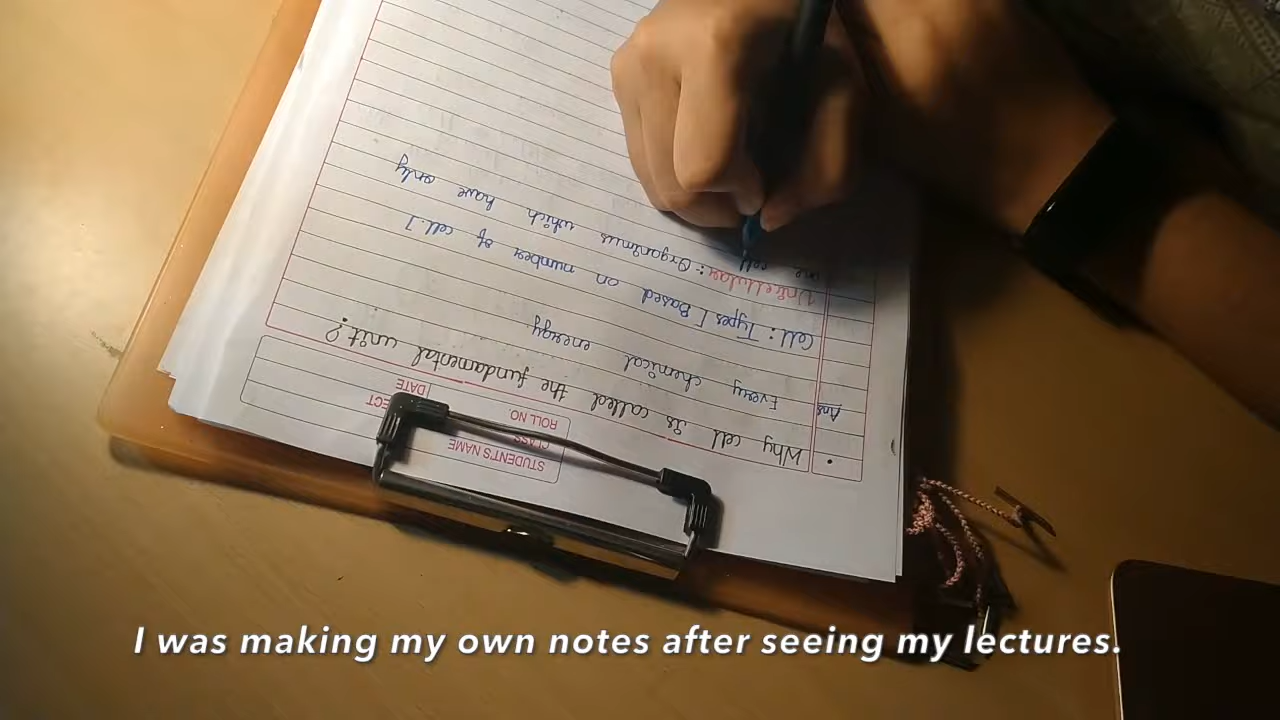 STUDENT'S NAME
CLASS
ROLL NO.
DATE
• Why cell is called the fundamental unit?
Ans Every chemical energy
Cell: Types [Based on number of cell.]
Unicellular: Organisms which have only
one cell
I was making my own notes after seeing my lectures.